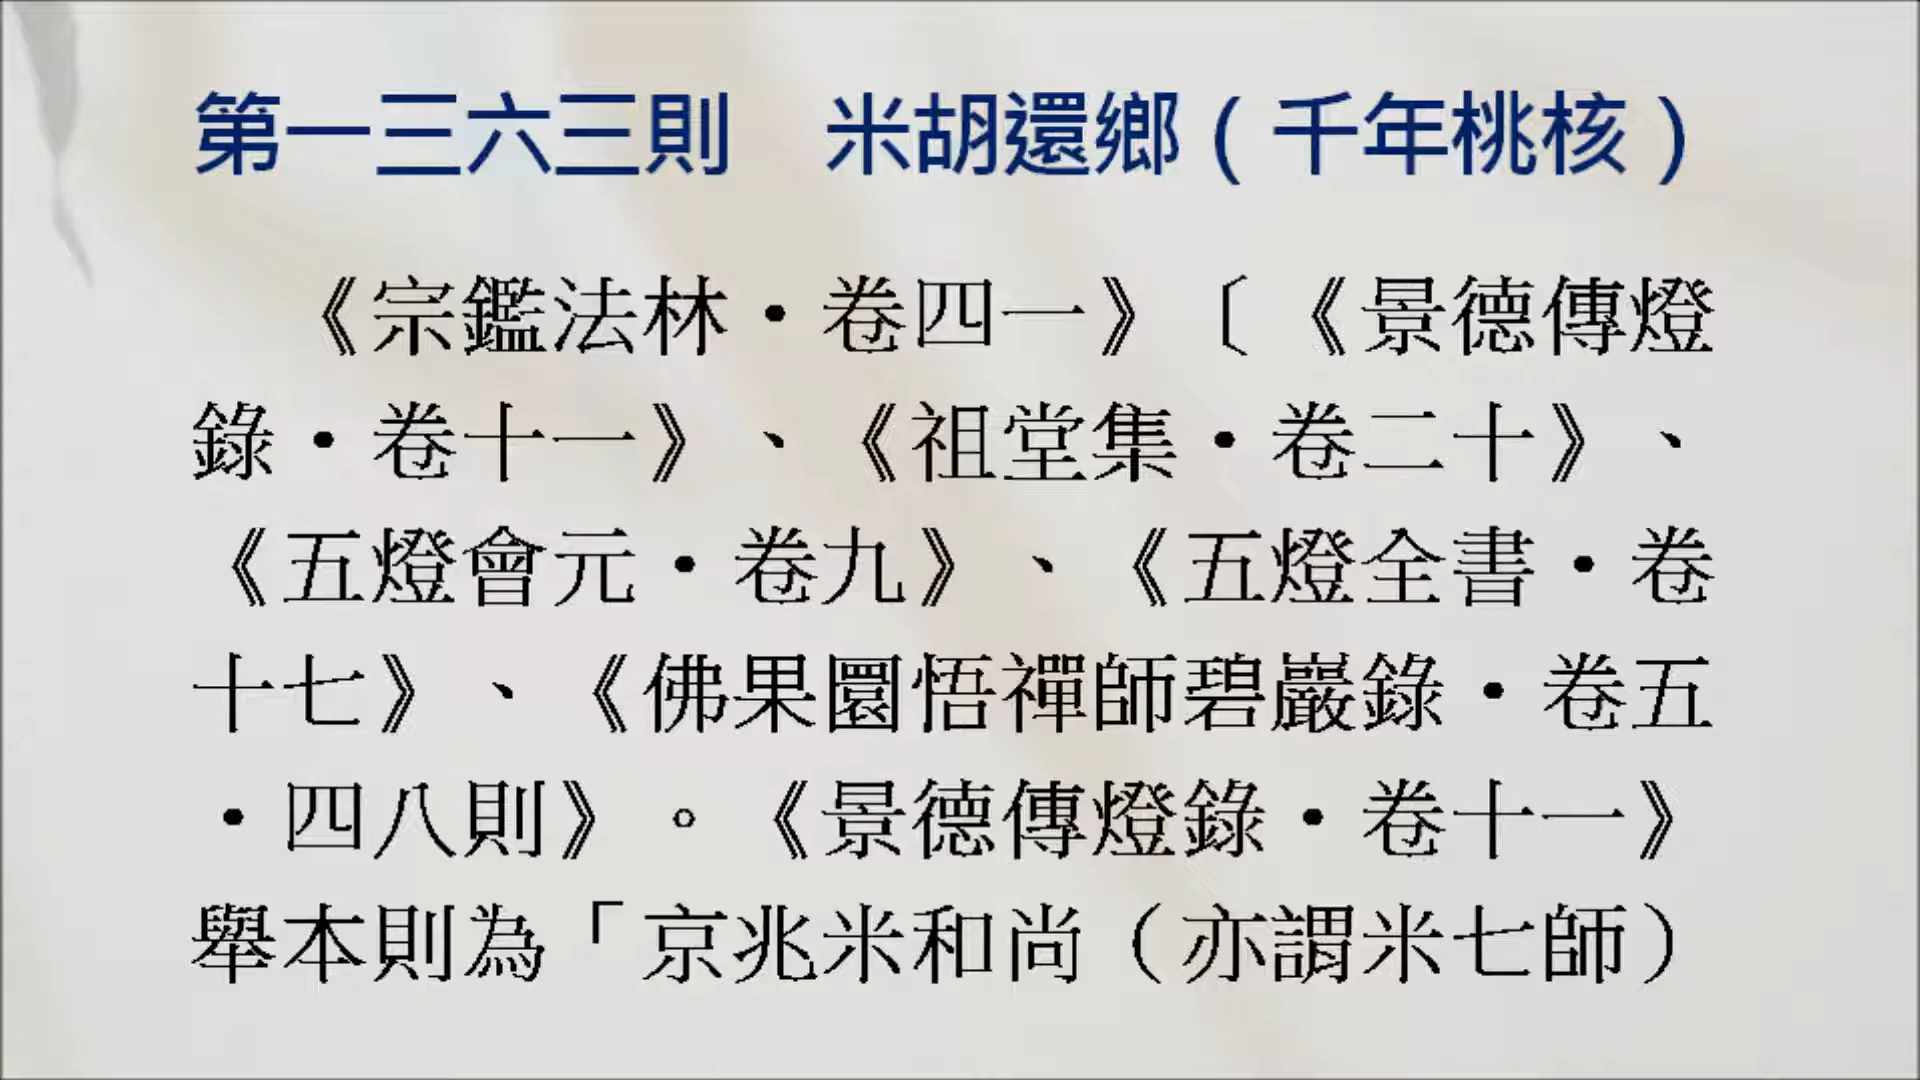 第一三六三則　米胡還鄉（千年桃核）
《宗鑑法林・卷四一》〔《景德傳燈
錄・卷十一》、《祖堂集・卷二十》、
《五燈會元・卷九》、《五燈全書・卷
十七》、《佛果圜悟禪師碧巖錄・卷五
・四八則》。《景德傳燈錄・卷十一》
舉本則為「京兆米和尚（亦謂米七師）